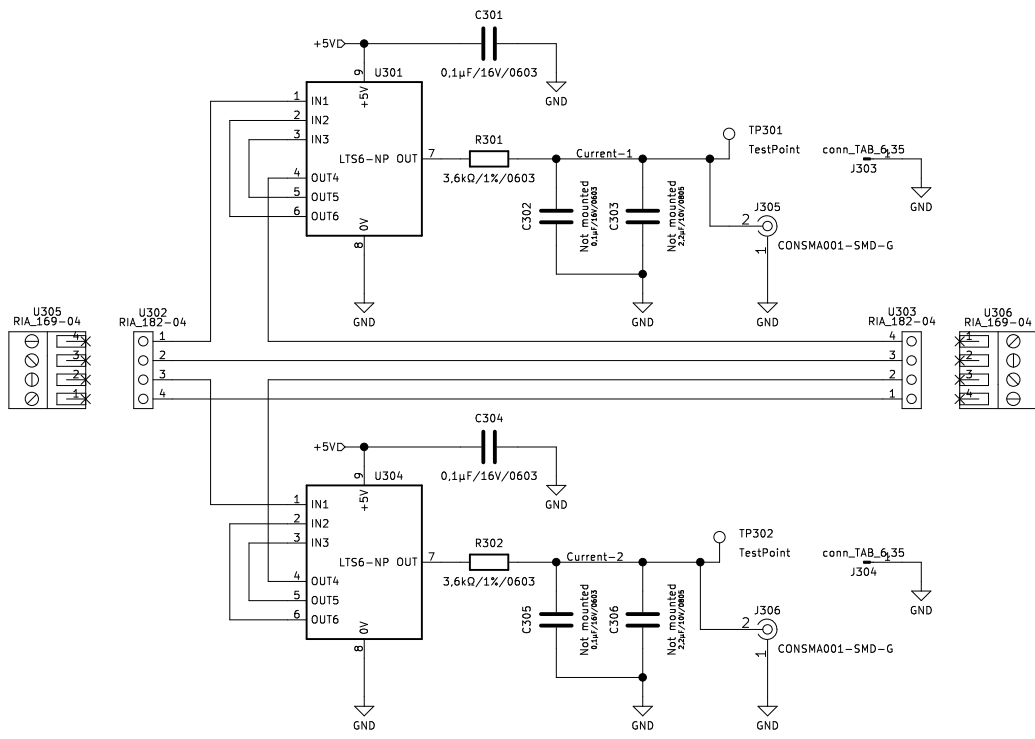 C301
+5V
0,1µF/16V/0603
GND
U301
9
+5V
1 IN1
2 IN2
3 IN3
LTS6-NP OUT 7
4 OUT4
5 OUT5
6 OUT6
0V
8
GND
R301
3,6kΩ/1%/0603
Current-1
C302
Not mounted
0,1µF/16V/0603
C303
Not mounted
2,2µF/10V/0805
GND
TP301
TestPoint
conn_TAB_6,35
1
J303
GND
J305
2
1
CONSMA001-SMD-G
GND
U305
RIA_169-04
4
3
2
1
U302
RIA_182-04
1
2
3
4
U303
RIA_182-04
4
3
2
1
U306
RIA_169-04
1
2
3
4
C304
+5V
0,1µF/16V/0603
GND
U304
9
+5V
1 IN1
2 IN2
3 IN3
LTS6-NP OUT 7
4 OUT4
5 OUT5
6 OUT6
0V
8
GND
R302
3,6kΩ/1%/0603
Current-2
C305
Not mounted
0,1µF/16V/0603
C306
Not mounted
2,2µF/10V/0805
GND
TP302
TestPoint
conn_TAB_6,35
1
J304
GND
J306
2
1
CONSMA001-SMD-G
GND